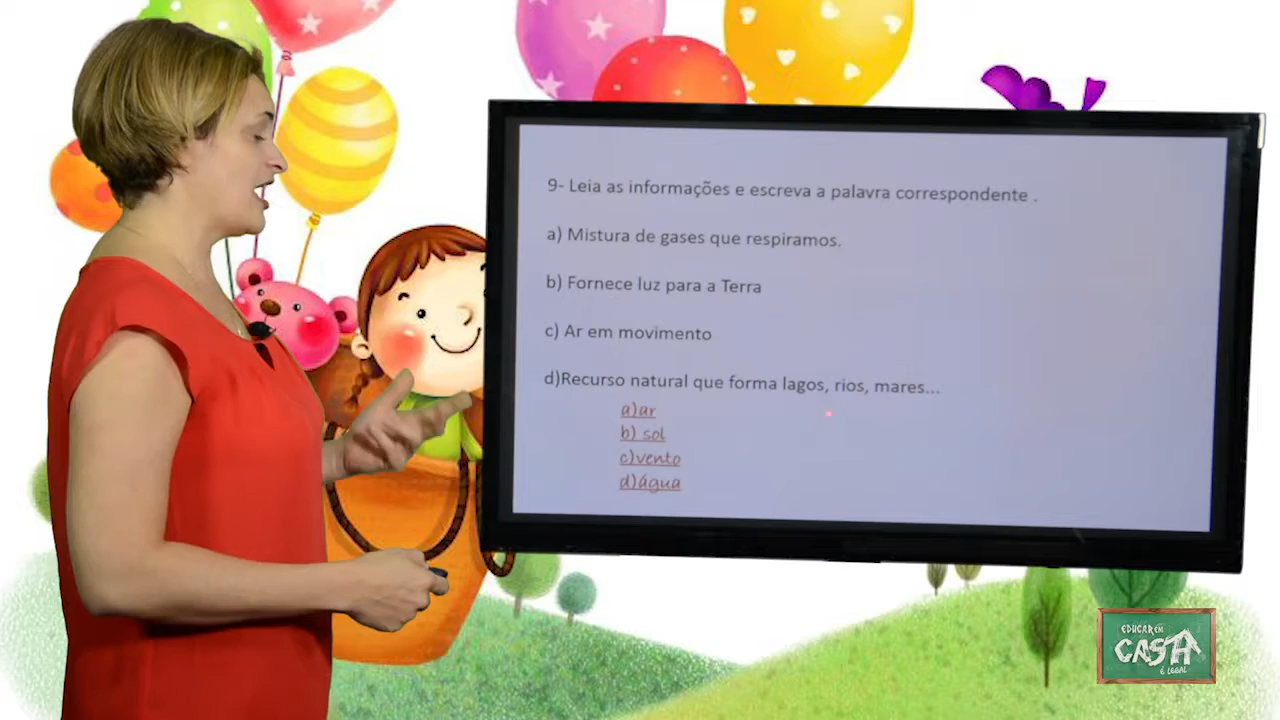 9- Leia as informações e escreva a palavra correspondente .
a) Mistura de gases que respiramos.
b) Fornece luz para a Terra
c) Ar em movimento
d)Recurso natural que forma lagos, rios, mares...
a)ar
b) sol
c)vento
d)água
EDUCAR EM
CASA
É LEGAL